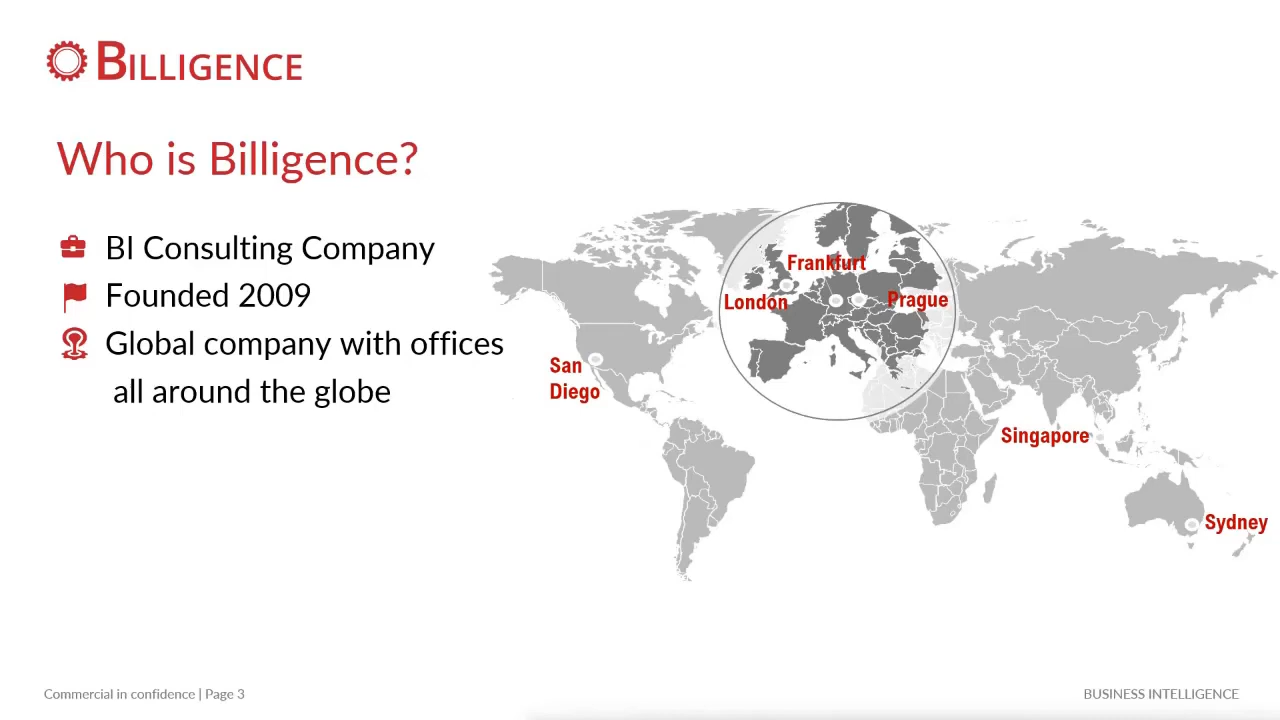 BILLIGENCE
Who is Billigence?
BI Consulting Company
Founded 2009
Global company with offices
all around the globe
Frankfurt
London
Prague
San
Diego
Singapore
Sydney
Commercial in confidence | Page 3
BUSINESS INTELLIGENCE